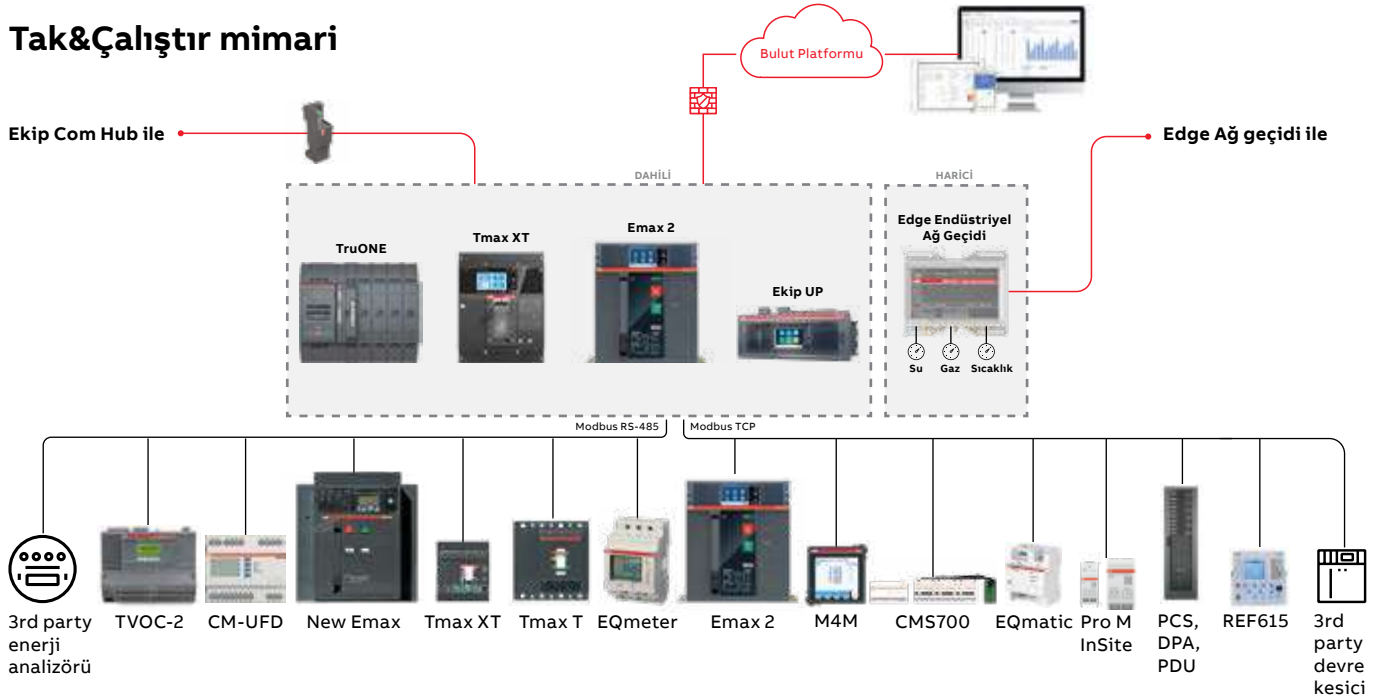 Tak&Çalıştır mimari
Bulut Platformu
Ekip Com Hub ile
Edge Ağ geçidi ile
DAHİLİ
HARİCİ
TruONE
Tmax XT
Emax 2
Ekip UP
Edge Endüstriyel
Ağ Geçidi
Su
Gaz
Sıcaklık
Modbus RS-485
Modbus TCP
3rd party
enerji
analizörü
TVOC-2
CM-UFD
New Emax
Tmax XT
Tmax T
EQmeter
Emax 2
M4M
CMS700
EQmatic
Pro M
InSite
PCS,
DPA,
PDU
REF615
3rd
party
devre
kesici